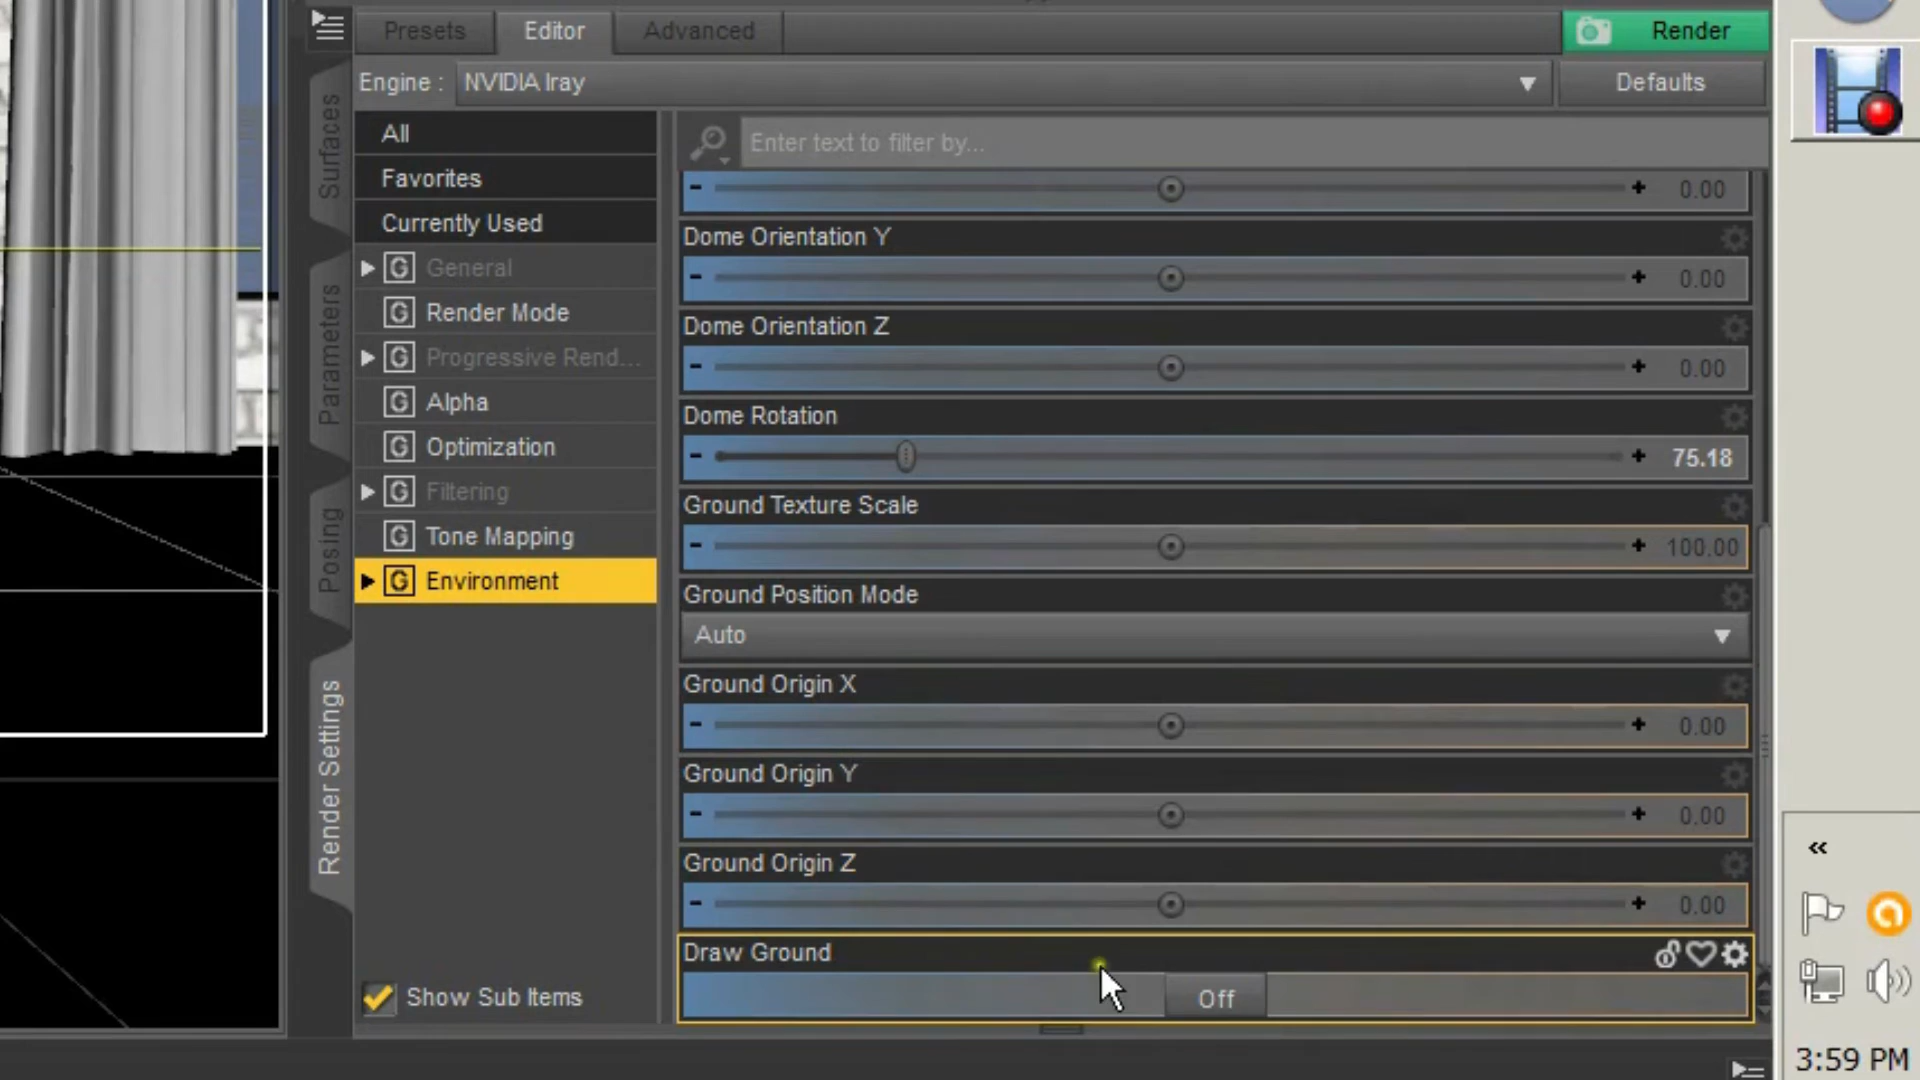 Presets
Editor
Advanced
Render
Engine :
NVIDIA Iray
Defaults
Surfaces
Parameters
Posing
Render Settings
All
Favorites
Currently Used
G General
G Render Mode
G Progressive Rend...
G Alpha
G Optimization
G Filtering
G Tone Mapping
G Environment
Show Sub Items
Enter text to filter by...
- + 0.00
Dome Orientation Y
- + 0.00
Dome Orientation Z
- + 0.00
Dome Rotation
- + 75.18
Ground Texture Scale
- + 100.00
Ground Position Mode
Auto
Ground Origin X
- + 0.00
Ground Origin Y
- + 0.00
Ground Origin Z
- + 0.00
Draw Ground
Off
«
3:59 PM